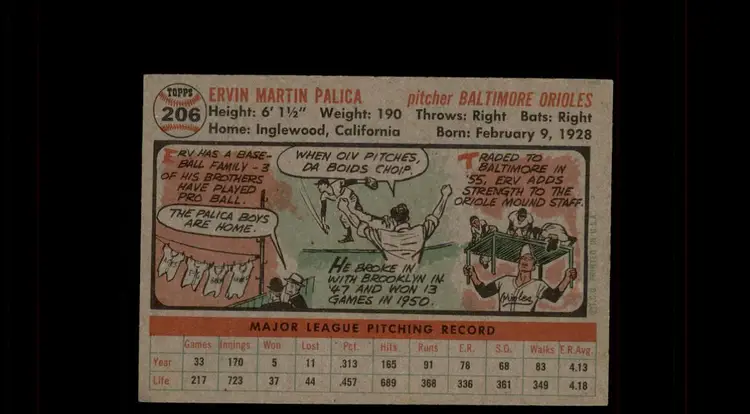 TOPPS
206
ERVIN MARTIN PALICA pitcher BALTIMORE ORIOLES
Height: 6' 1½" Weight: 190 Throws: Right Bats: Right
Home: Inglewood, California Born: February 9, 1928
ERV HAS A BASE-
BALL FAMILY - 3
OF HIS BROTHERS
HAVE PLAYED
PRO BALL.
THE PALICA BOYS
ARE HOME.
WHEN OIV PITCHES,
DA BOIDS CHOIP.
HE BROKE IN
WITH BROOKLYN IN
'47 AND WON 13
GAMES IN 1950.
TRADED TO
BALTIMORE IN
'55, ERV ADDS
STRENGTH TO THE
ORIOLE MOUND STAFF.
Orioles
MAJOR LEAGUE PITCHING RECORD
Games Innings Won Lost Pct. Hits Runs E.R. S.O. Walks E.R.Avg.
Year 33 170 5 11 .313 165 91 78 68 83 4.13
Life 217 723 37 44 .457 689 368 336 361 349 4.18